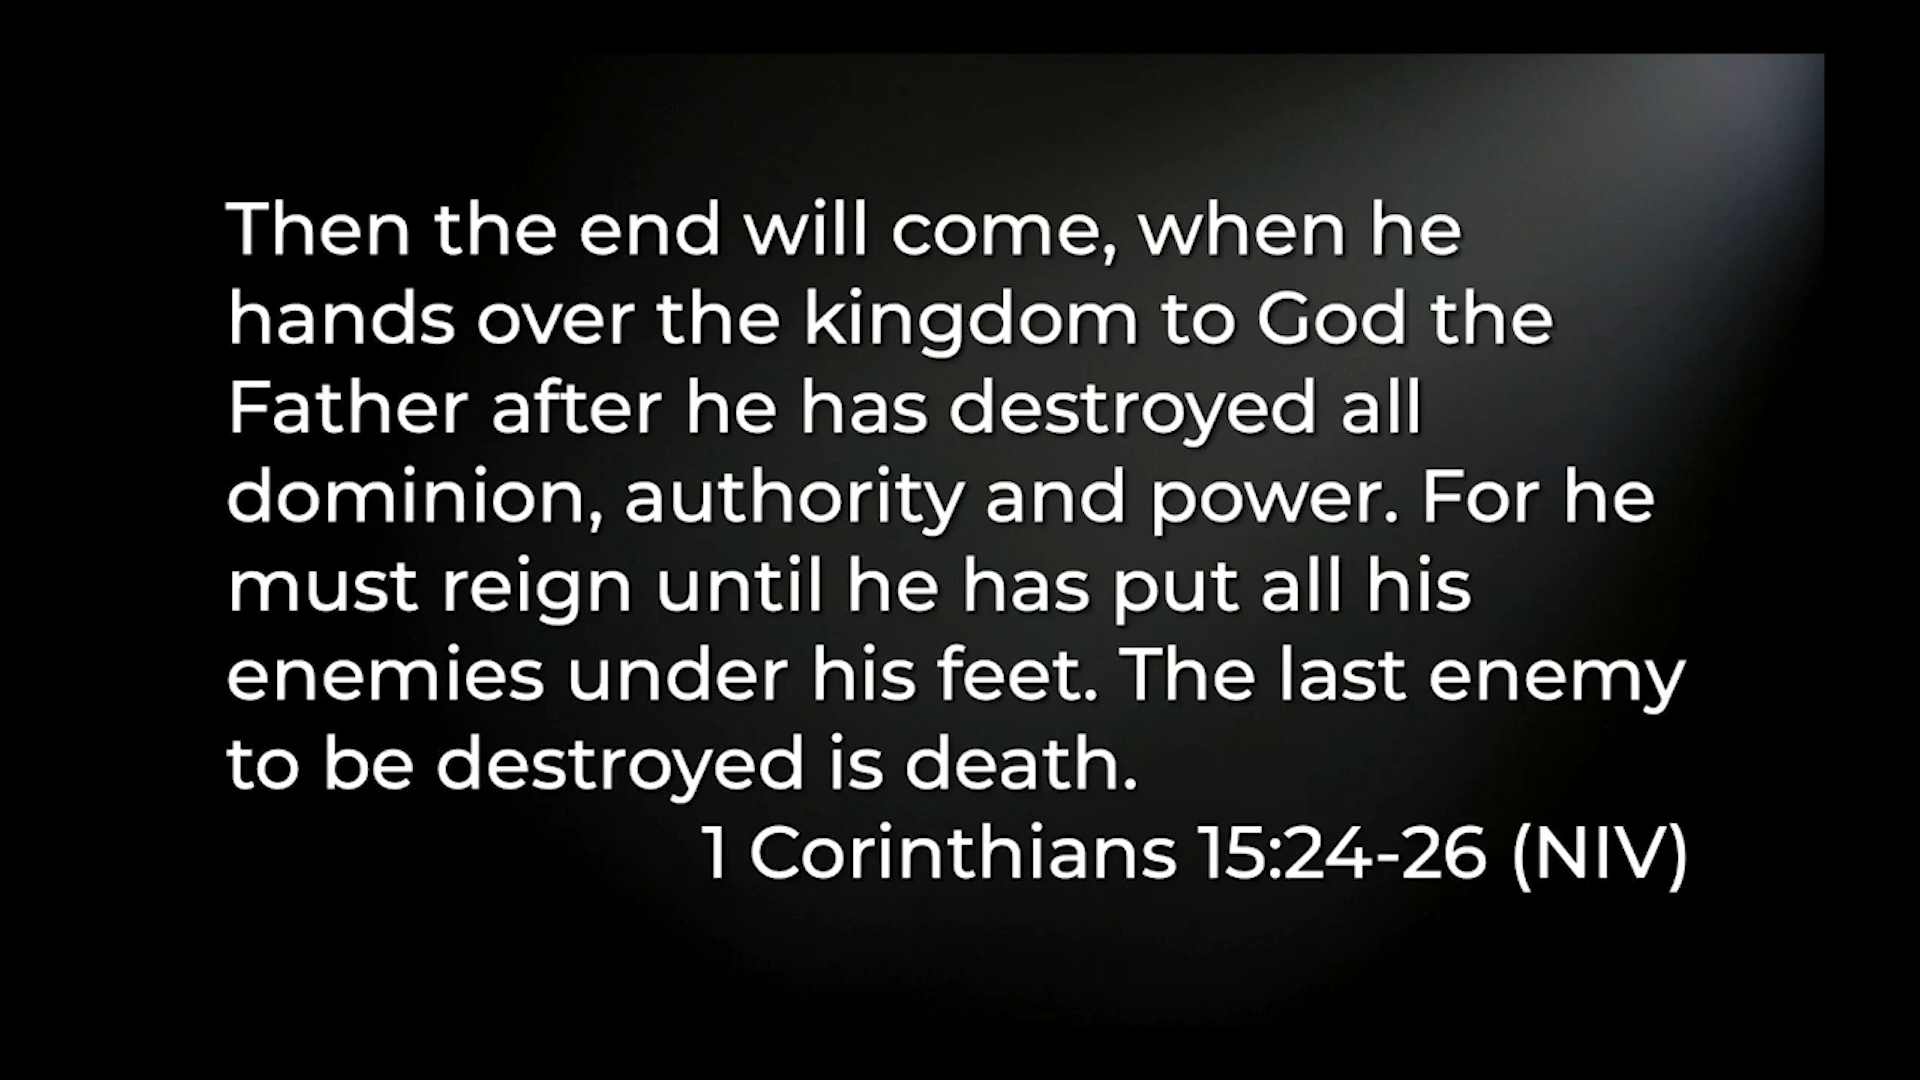 Then the end will come, when he
hands over the kingdom to God the
Father after he has destroyed all
dominion, authority and power. For he
must reign until he has put all his
enemies under his feet. The last enemy
to be destroyed is death.
1 Corinthians 15:24-26 (NIV)